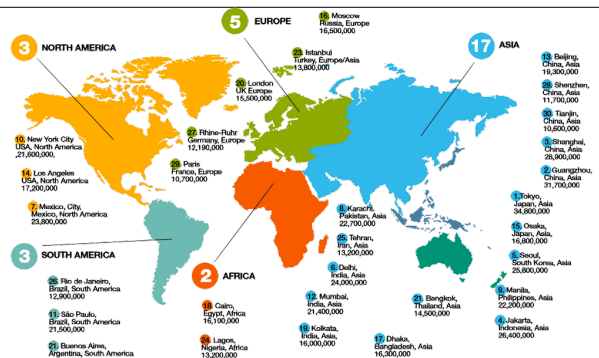 5 EUROPE
16. Moscow
Russia, Europe
16,500,000
3 NORTH AMERICA
23. Istanbul
Turkey, Europe/Asia
13,800,000
17 ASIA
20. London
UK Europe
15,500,000
13. Beijing,
China, Asia
19,300,000
28. Shenzhen,
China, Asia
11,700,000
30. Tianjin,
China, Asia
10,600,000
3. Shanghai,
China, Asia
28,900,000
2. Guangzhou,
China, Asia
31,700,000
10. New York City
USA, North America
,21,600,000,
27. Rhine-Ruhr
Germany, Europe
12,190,000
29. Paris
France, Europe
10,700,000
14. Los Angeles
USA, North America
17,200,000
7. Mexico, City,
Mexico, North America
23,800,000
1. Tokyo,
Japan, Asia
34,800,000
15. Osaka,
Japan, Asia,
16,800,000
5. Seoul,
South Korea, Asia
25,800,000
9. Manila,
Philippines, Asia
22,200,000
4. Jakarta,
Indonesia, Asia
26,400,000
8. Karachi,
Pakistan, Asia
22,700,000
25. Tehran,
Iran, Asia
13,200,000
6. Delhi,
India, Asia
24,000,000
12. Mumbai,
India, Asia
21,400,000
19. Kolkata,
India, Asia
16,000,000
21. Bangkok,
Thailand, Asia
14,500,000
17. Dhaka,
Bangladesh, Asia
16,300,000
3 SOUTH AMERICA
26. Rio de Janeiro,
Brazil, South America
12,900,000
11. São Paulo,
Brazil, South America
21,500,000
21. Buenos Aires,
Argentina, South America
2 AFRICA
18. Cairo,
Egypt, Africa
16,100,000
24. Lagos,
Nigeria, Africa
13,200,000